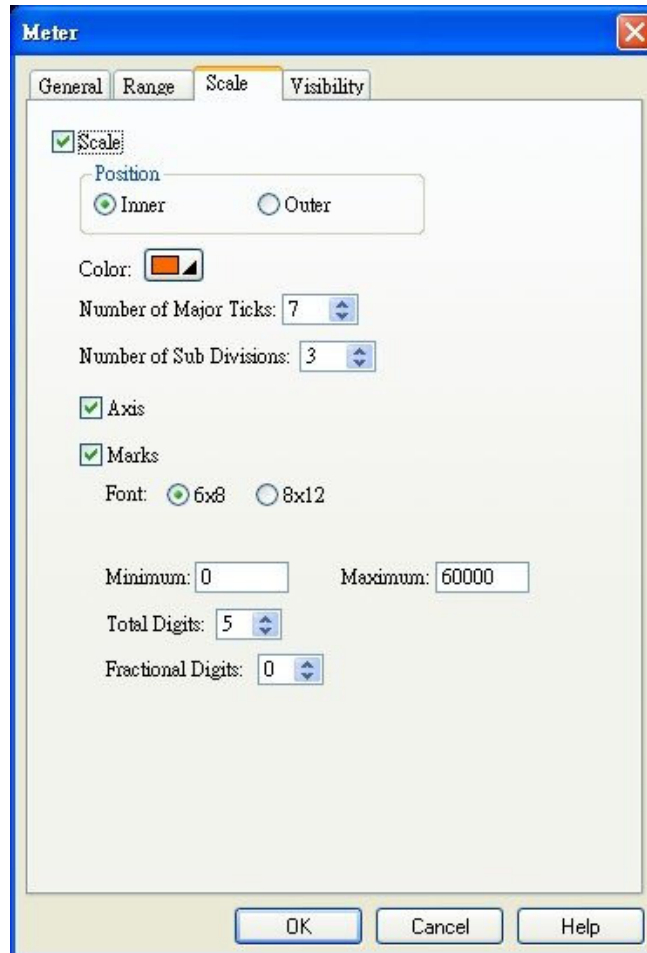 Meter
General Range Scale Visibility
Scale
Position
Inner Outer
Color:
Number of Major Ticks: 7
Number of Sub Divisions: 3
Axis
Marks
Font: 6x8 8x12
Minimum: 0 Maximum: 60000
Total Digits: 5
Fractional Digits: 0
OK Cancel Help